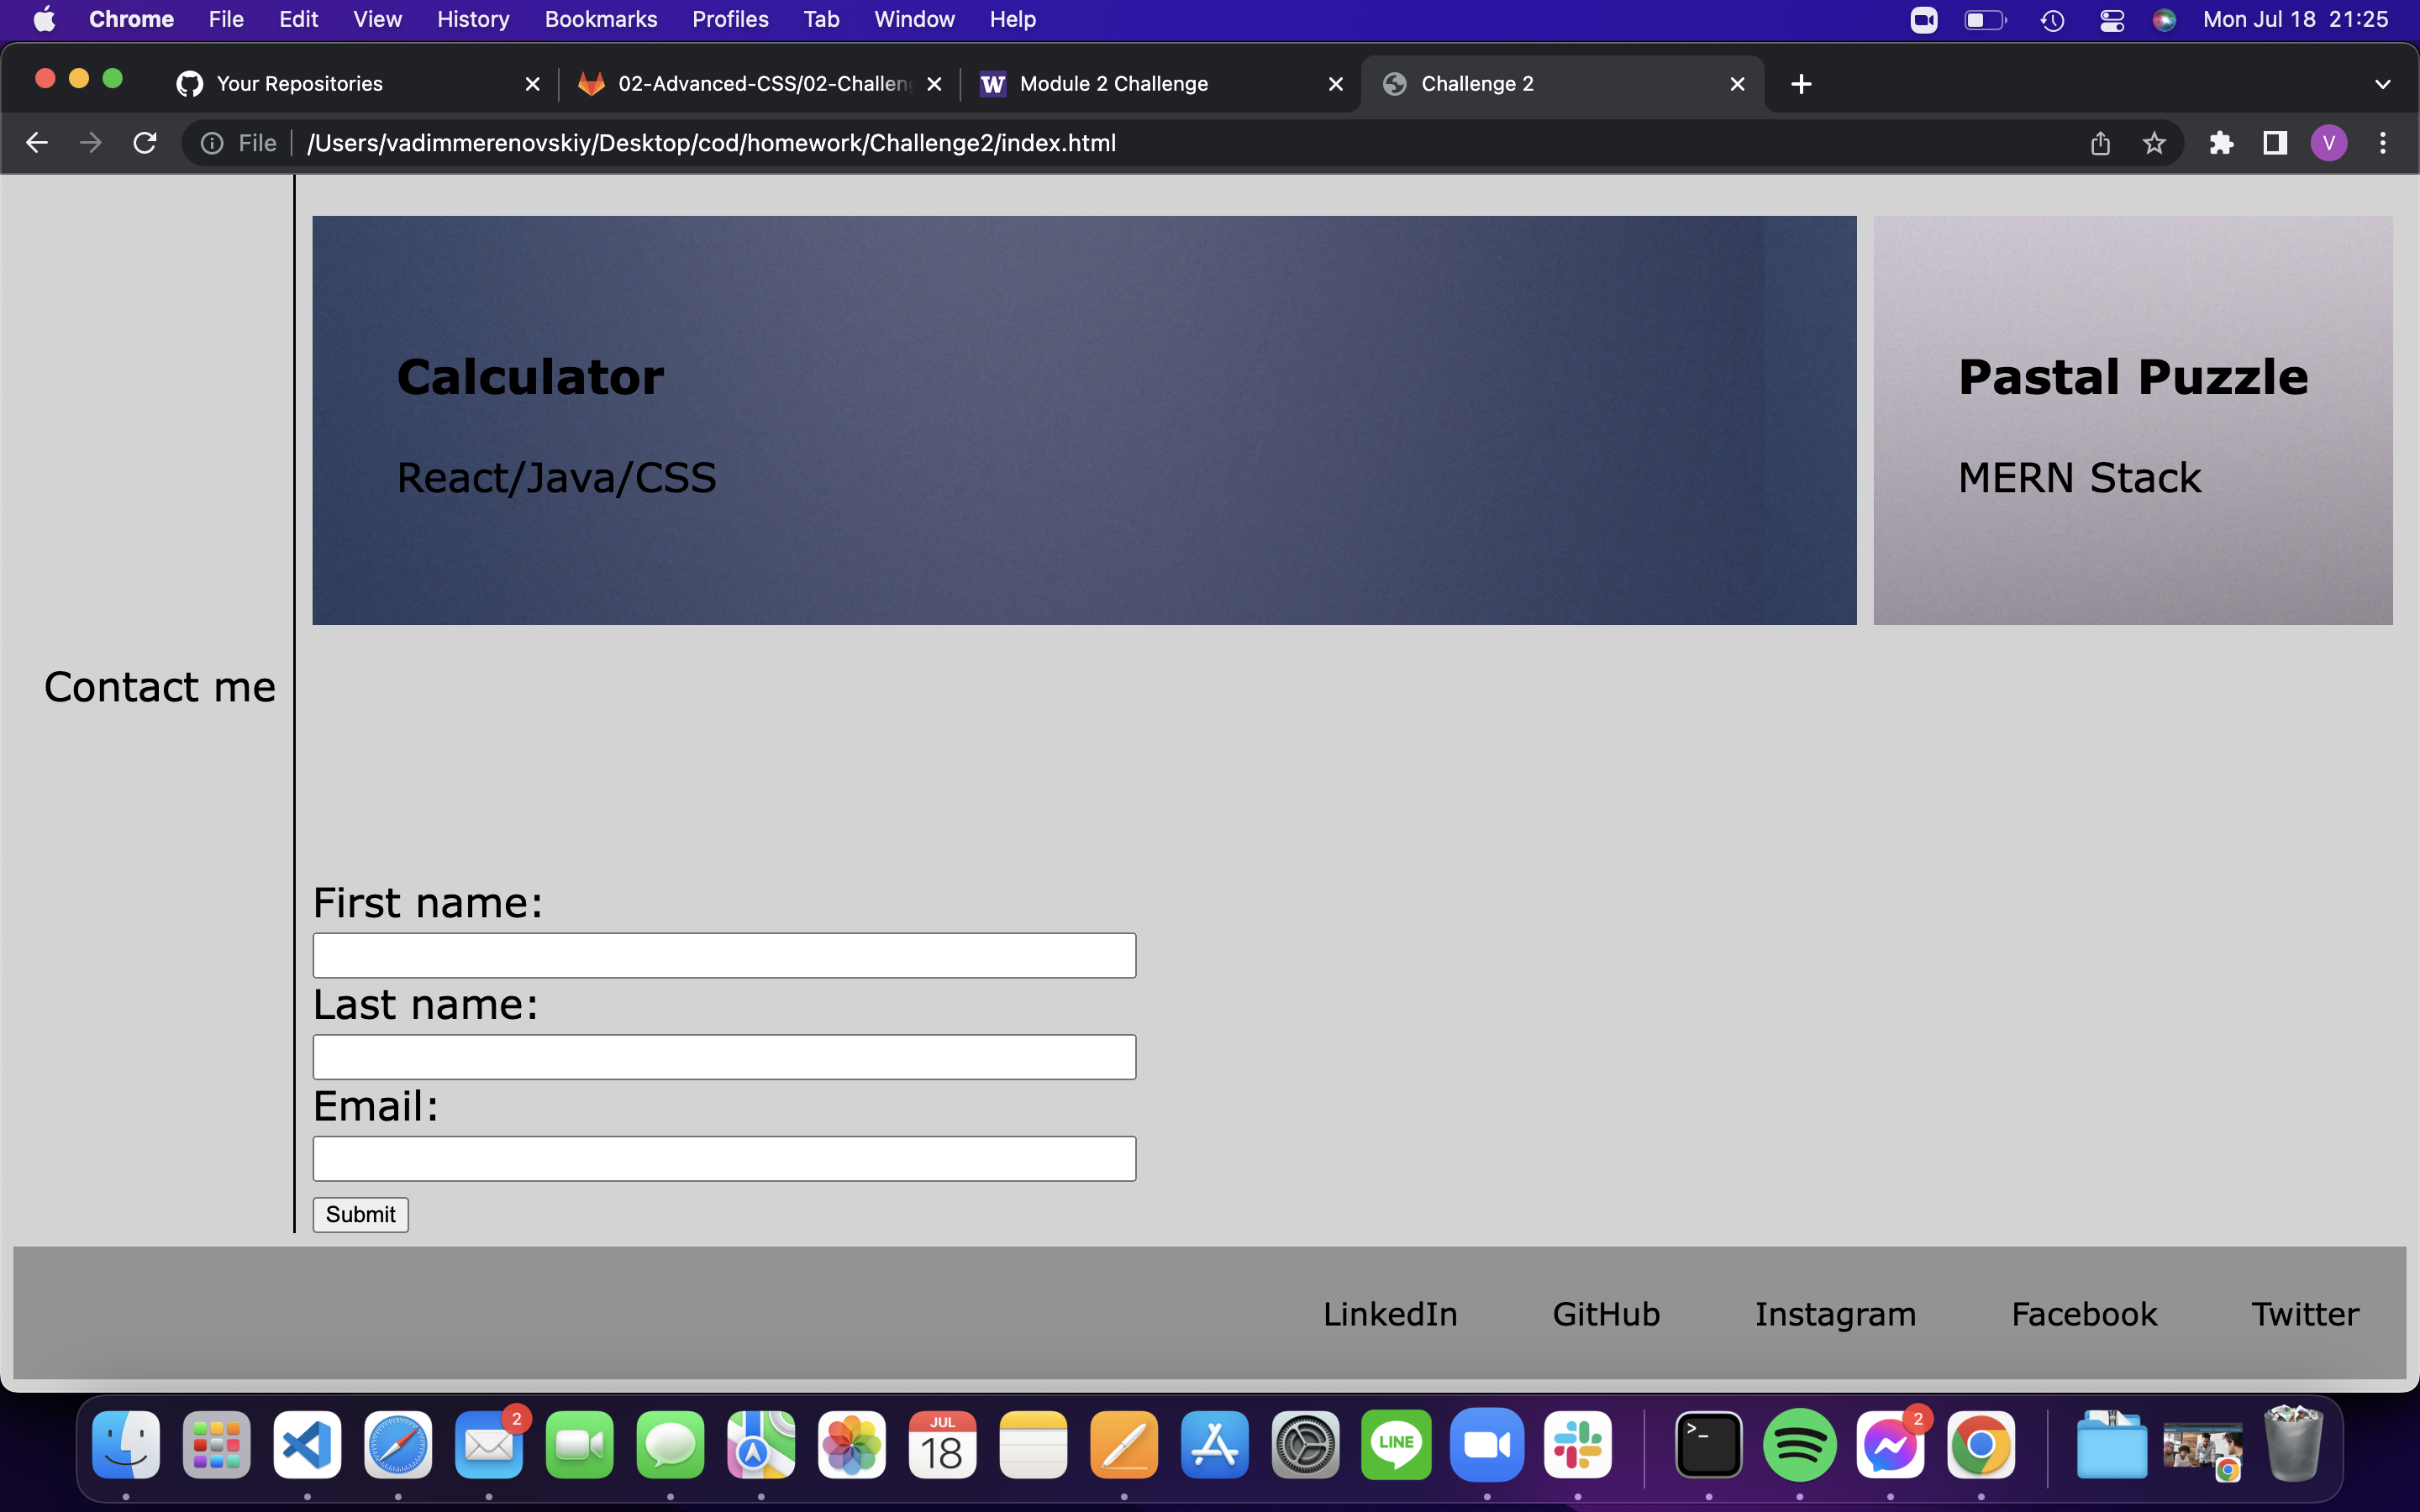 Chrome File Edit View History Bookmarks Profiles Tab Window Help Mon Jul 18 21:25
Your Repositories 02-Advanced-CSS/02-Challeng W Module 2 Challenge Challenge 2
File /Users/vadimmerenovskiy/Desktop/cod/homework/Challenge2/index.html V
Calculator Pastal Puzzle
React/Java/CSS MERN Stack
Contact me
First name:
Last name:
Email:
Submit
LinkedIn GitHub Instagram Facebook Twitter
2 JUL 18 LINE >_ 2